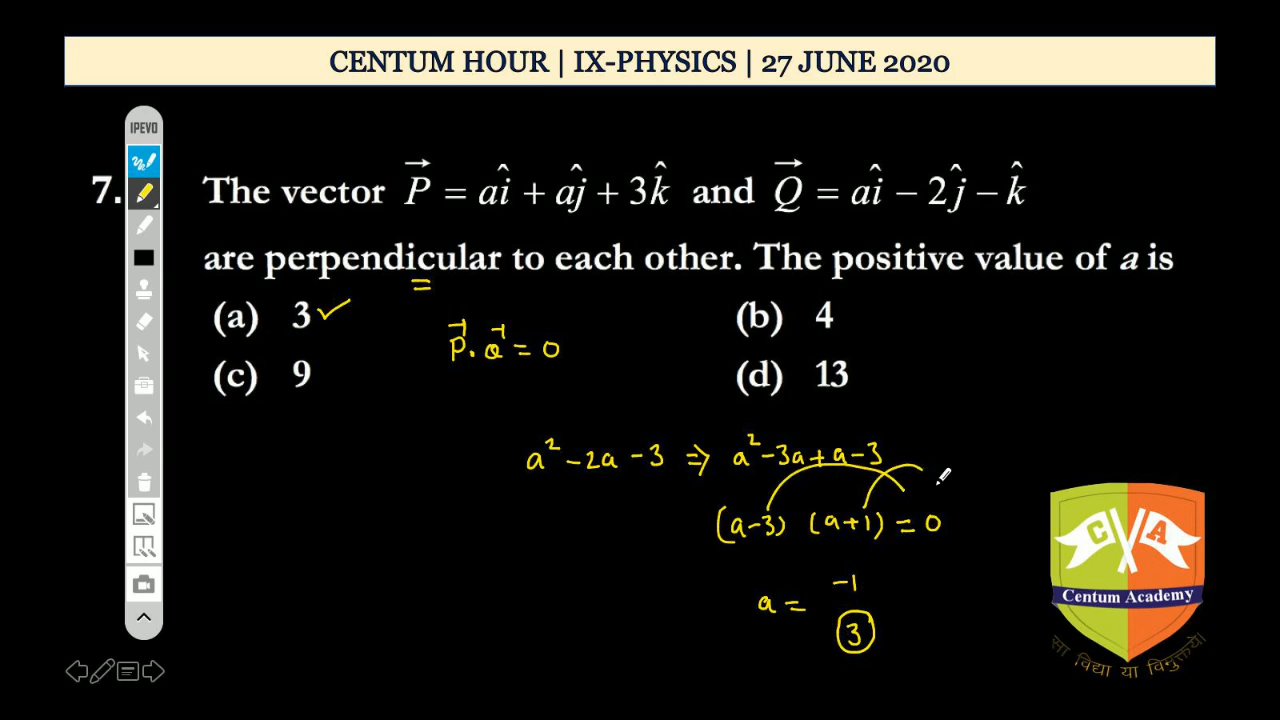 CENTUM HOUR | IX-PHYSICS | 27 JUNE 2020
IPEVO
7. The vector P⃗ = aî + aĵ + 3k̂ and Q⃗ = aî − 2ĵ − k̂
are perpendicular to each other. The positive value of a is
(a) 3 ✓ (b) 4
P⃗.Q⃗ = 0
(c) 9 (d) 13
a² − 2a − 3 ⇒ a² − 3a + a − 3
(a−3) (a+1) = 0
a = −1
3
C A
Centum Academy
सा विद्या या विमुक्तये।